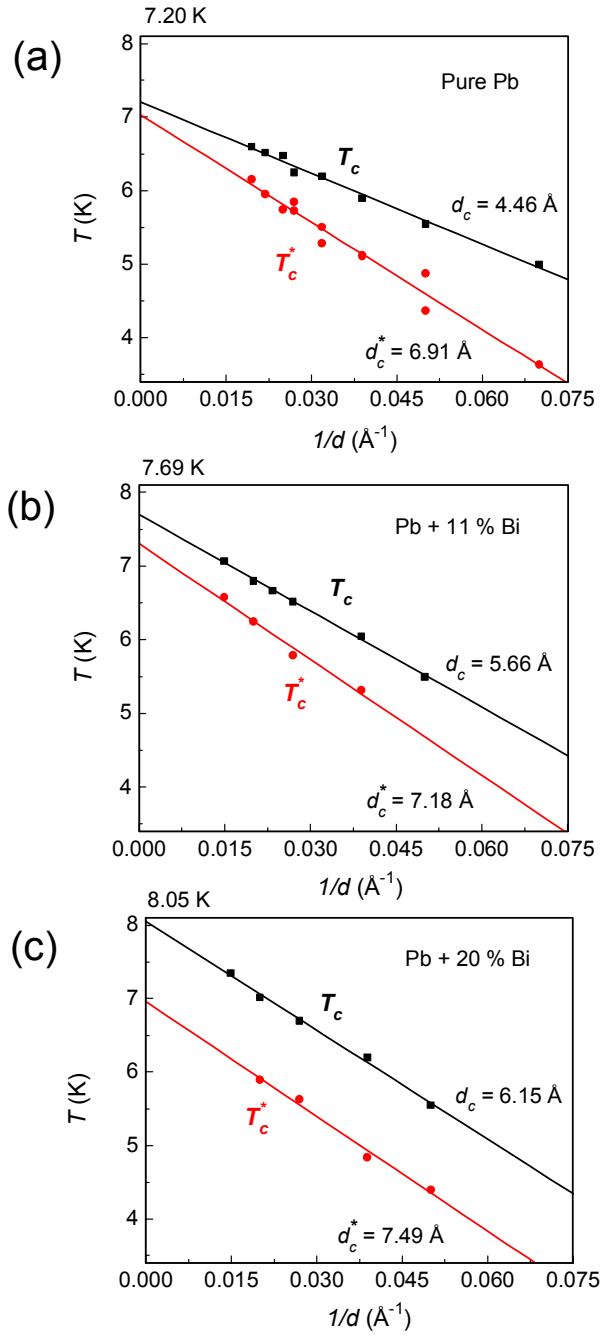 7.20 K
(a)
8
Pure Pb
7
T_c
6
T (K)
d_c = 4.46 Å
5
T_c^*
4
d_c^* = 6.91 Å
0.000 0.015 0.030 0.045 0.060 0.075
1/d (Å^-1)
7.69 K
(b)
8
Pb + 11 % Bi
7
T_c
6
T (K)
d_c = 5.66 Å
T_c^*
5
4
d_c^* = 7.18 Å
0.000 0.015 0.030 0.045 0.060 0.075
1/d (Å^-1)
8.05 K
(c)
8
Pb + 20 % Bi
7
T_c
6
T (K)
d_c = 6.15 Å
T_c^*
5
4
d_c^* = 7.49 Å
0.000 0.015 0.030 0.045 0.060 0.075
1/d (Å^-1)